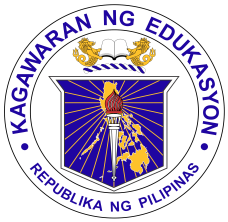 KAGAWARAN NG EDUKASYON
REPUBLIKA NG PILIPINAS